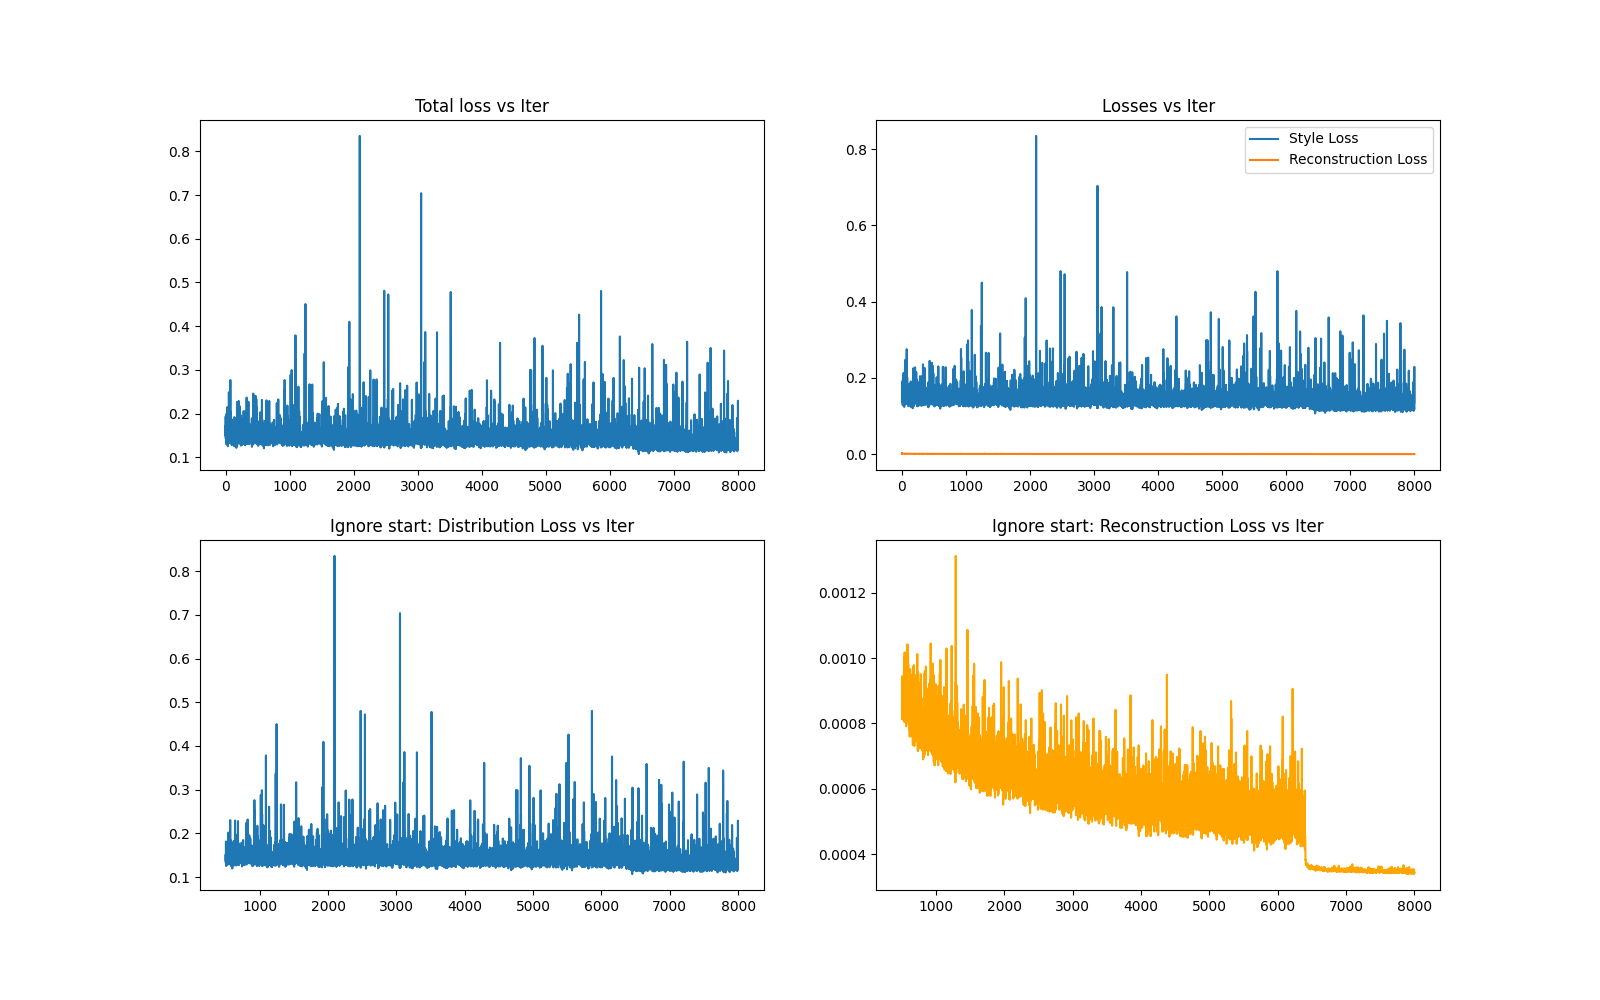 Total loss vs Iter
0.8
0.7
0.6
0.5
0.4
0.3
0.2
0.1
0 1000 2000 3000 4000 5000 6000 7000 8000
Losses vs Iter
Style Loss
Reconstruction Loss
0.8
0.6
0.4
0.2
0.0
0 1000 2000 3000 4000 5000 6000 7000 8000
Ignore start: Distribution Loss vs Iter
0.8
0.7
0.6
0.5
0.4
0.3
0.2
0.1
1000 2000 3000 4000 5000 6000 7000 8000
Ignore start: Reconstruction Loss vs Iter
0.0012
0.0010
0.0008
0.0006
0.0004
1000 2000 3000 4000 5000 6000 7000 8000